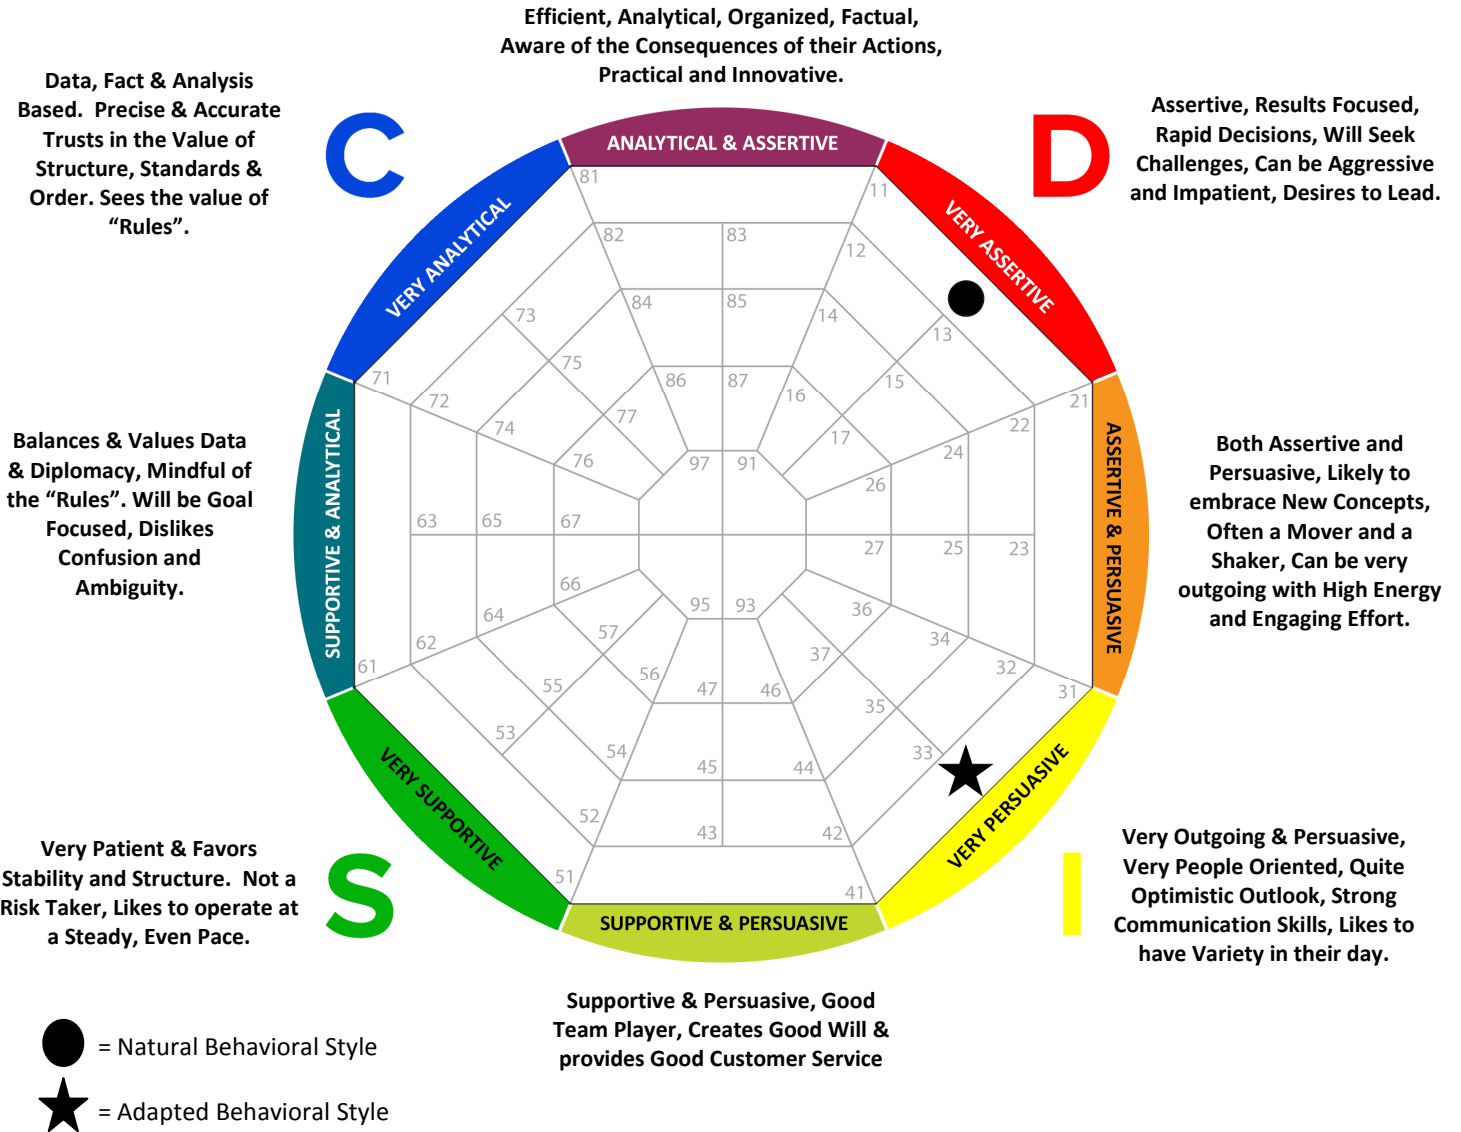 Efficient, Analytical, Organized, Factual,
Aware of the Consequences of their Actions,
Practical and Innovative.
Data, Fact & Analysis
Based.  Precise & Accurate
Trusts in the Value of
Structure, Standards &
Order. Sees the value of
“Rules”.
C
D
Assertive, Results Focused,
Rapid Decisions, Will Seek
Challenges, Can be Aggressive
and Impatient, Desires to Lead.
ANALYTICAL & ASSERTIVE
VERY ANALYTICAL
VERY ASSERTIVE
81
11
82
83
12
73
84
85
14
13
75
86
87
16
15
71
72
77
17
21
22
74
76
97
91
24
26
Balances & Values Data
& Diplomacy, Mindful of
the “Rules”. Will be Goal
Focused, Dislikes
Confusion and
Ambiguity.
SUPPORTIVE & ANALYTICAL
ASSERTIVE & PERSUASIVE
Both Assertive and
Persuasive, Likely to
embrace New Concepts,
Often a Mover and a
Shaker, Can be very
outgoing with High Energy
and Engaging Effort.
63
65
67
27
25
23
66
64
95
93
36
62
57
34
61
56
37
32
55
47
46
31
53
35
54
45
44
33
52
43
42
51
41
VERY SUPPORTIVE
VERY PERSUASIVE
SUPPORTIVE & PERSUASIVE
Very Patient & Favors
Stability and Structure.  Not a
Risk Taker, Likes to operate at
a Steady, Even Pace.
S
I
Very Outgoing & Persuasive,
Very People Oriented, Quite
Optimistic Outlook, Strong
Communication Skills, Likes to
have Variety in their day.
Supportive & Persuasive, Good
Team Player, Creates Good Will &
provides Good Customer Service
= Natural Behavioral Style
= Adapted Behavioral Style